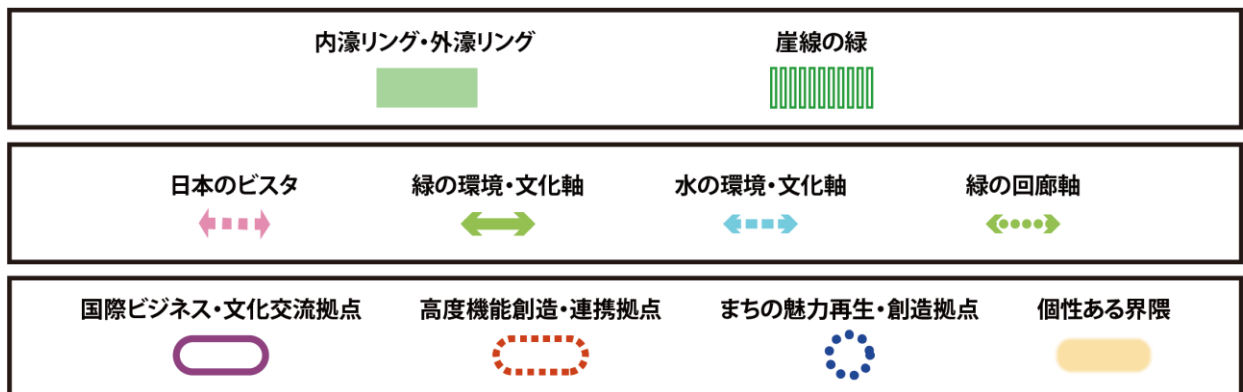 内濠リング・外濠リング
崖線の緑
日本のビスタ
緑の環境・文化軸
水の環境・文化軸
緑の回廊軸
国際ビジネス・文化交流拠点
高度機能創造・連携拠点
まちの魅力再生・創造拠点
個性ある界隈